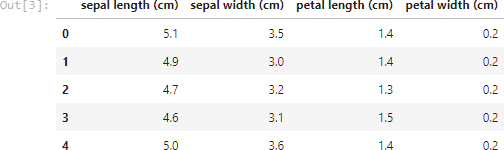 Out[3]:
sepal length (cm) sepal width (cm) petal length (cm) petal width (cm)
0 5.1 3.5 1.4 0.2
1 4.9 3.0 1.4 0.2
2 4.7 3.2 1.3 0.2
3 4.6 3.1 1.5 0.2
4 5.0 3.6 1.4 0.2